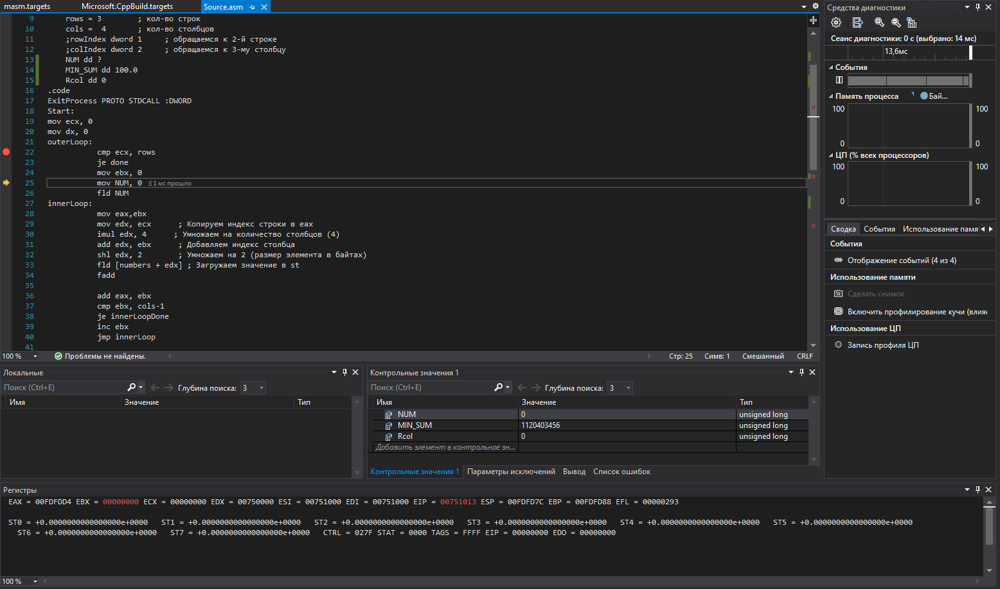 masm.targets Microsoft.CppBuild.targets Source.asm
9 rows = 3 ; кол-во строк
10 cols = 4 ; кол-во столбцов
11 ;rowIndex dword 1 ; обращаемся к 2-й строке
12 ;colIndex dword 2 ; обращаемся к 3-му столбцу
13 NUM dd ?
14 MIN_SUM dd 100.0
15 Rcol dd 0
16 .code
17 ExitProcess PROTO STDCALL :DWORD
18 Start:
19 mov ecx, 0
20 mov dx, 0
21 outerLoop:
22 cmp ecx, rows
23 je done
24 mov ebx, 0
25 mov NUM, 0 ≤1 мс прошло
26 fld NUM
27 innerLoop:
28 mov eax,ebx
29 mov edx, ecx ; Копируем индекс строки в eax
30 imul edx, 4 ; Умножаем на количество столбцов (4)
31 add edx, ebx ; Добавляем индекс столбца
32 shl edx, 2 ; Умножаем на 2 (размер элемента в байтах)
33 fld [numbers + edx] ; Загружаем значение в st
34 fadd
35
36 add eax, ebx
37 cmp ebx, cols-1
38 je innerLoopDone
39 inc ebx
40 jmp innerLoop
41
100 % Проблемы не найдены. Стр: 25 Симв: 1 Смешанный CRLF
Средства диагностики
Сеанс диагностики: 0 с (выбрано: 14 мс)
13,6мс
События
Память процесса Бай...
100 100
0 0
ЦП (% всех процессоров)
100 100
0 0
Сводка События Использование памя
События
Отображение событий (4 из 4)
Использование памяти
Сделать снимок
Включить профилирование кучи (влия
Использование ЦП
Запись профиля ЦП
Локальные
Поиск (Ctrl+E) Глубина поиска: 3
Имя Значение Тип
Контрольные значения 1
Поиск (Ctrl+E) Глубина поиска: 3
Имя Значение Тип
NUM 0 unsigned long
MIN_SUM 1120403456 unsigned long
Rcol 0 unsigned long
Добавить элемент в контрольное зн...
Контрольные значения 1 Параметры исключений Вывод Список ошибок
Регистры
EAX = 00FDFDD4 EBX = 00000000 ECX = 00000000 EDX = 00750000 ESI = 00751000 EDI = 00751000 EIP = 00751013 ESP = 00FDFD7C EBP = 00FDFD88 EFL = 00000293
ST0 = +0.0000000000000000e+0000 ST1 = +0.0000000000000000e+0000 ST2 = +0.0000000000000000e+0000 ST3 = +0.0000000000000000e+0000 ST4 = +0.0000000000000000e+0000 ST5 = +0.0000000000000000e+0000
ST6 = +0.0000000000000000e+0000 ST7 = +0.0000000000000000e+0000 CTRL = 027F STAT = 0000 TAGS = FFFF EIP = 00000000 EDO = 00000000
100 %